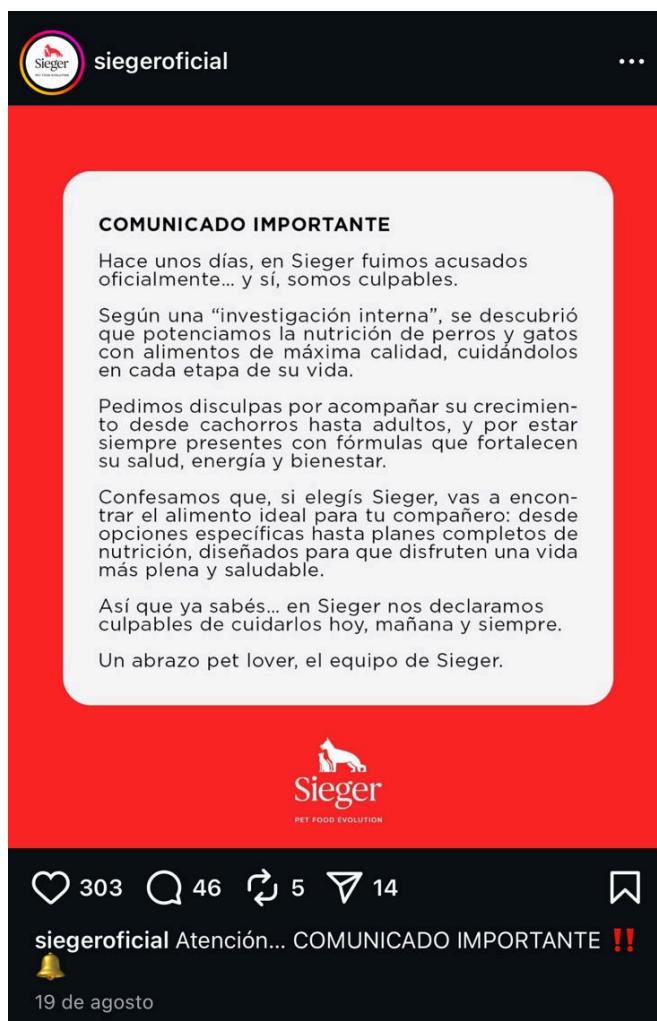 Sieger
PET FOOD EVOLUTION
siegeroficial
COMUNICADO IMPORTANTE
Hace unos días, en Sieger fuimos acusados
oficialmente... y sí, somos culpables.
Según una “investigación interna”, se descubrió
que potenciamos la nutrición de perros y gatos
con alimentos de máxima calidad, cuidándolos
en cada etapa de su vida.
Pedimos disculpas por acompañar su crecimien-
to desde cachorros hasta adultos, y por estar
siempre presentes con fórmulas que fortalecen
su salud, energía y bienestar.
Confesamos que, si elegís Sieger, vas a encon-
trar el alimento ideal para tu compañero: desde
opciones específicas hasta planes completos de
nutrición, diseñados para que disfruten una vida
más plena y saludable.
Así que ya sabés... en Sieger nos declaramos
culpables de cuidarlos hoy, mañana y siempre.
Un abrazo pet lover, el equipo de Sieger.
Sieger
PET FOOD EVOLUTION
303 46 5 14
siegeroficial Atención... COMUNICADO IMPORTANTE ‼️
🔔
19 de agosto